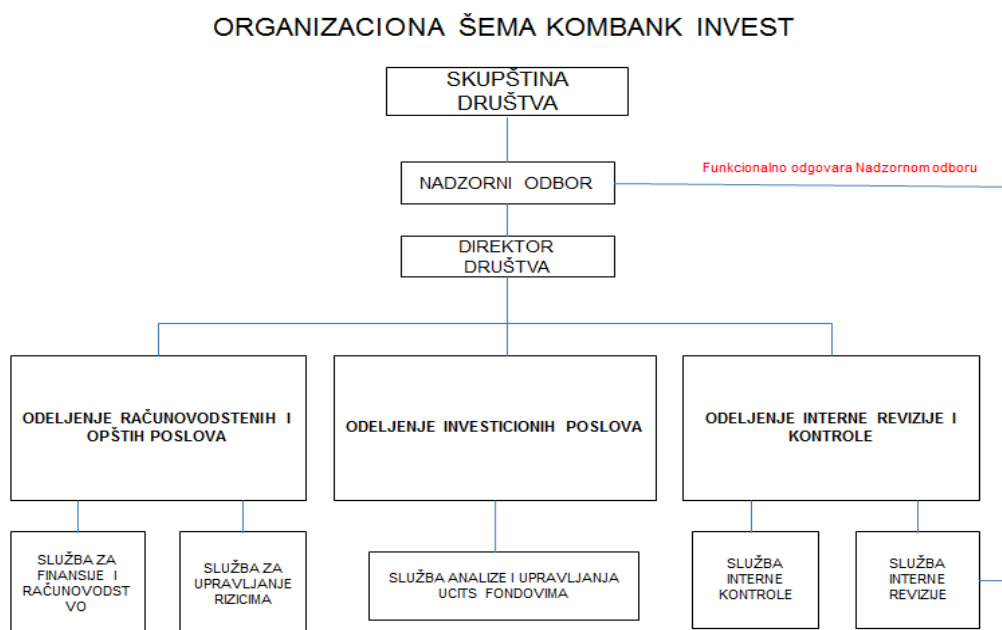 ORGANIZACIONA ŠEMA KOMBANK INVEST
SKUPŠTINA
DRUŠTVA
Funkcionalno odgovara Nadzornom odboru
NADZORNI ODBOR
DIREKTOR
DRUŠTVA
ODELJENJE RAČUNOVODSTENIH I
OPŠTIH POSLOVA
ODELJENJE INVESTICIONIH POSLOVA
ODELJENJE INTERNE REVIZIJE I
KONTROLE
SLUŽBA ZA
FINANSIJE I
RAČUNOVODST
VO
SLUŽBA ZA
UPRAVLJANJE
RIZICIMA
SLUŽBA ANALIZE I UPRAVLJANJA
UCITS FONDOVIMA
SLUŽBA
INTERNE
KONTROLE
SLUŽBA
INTERNE
REVIZIJE